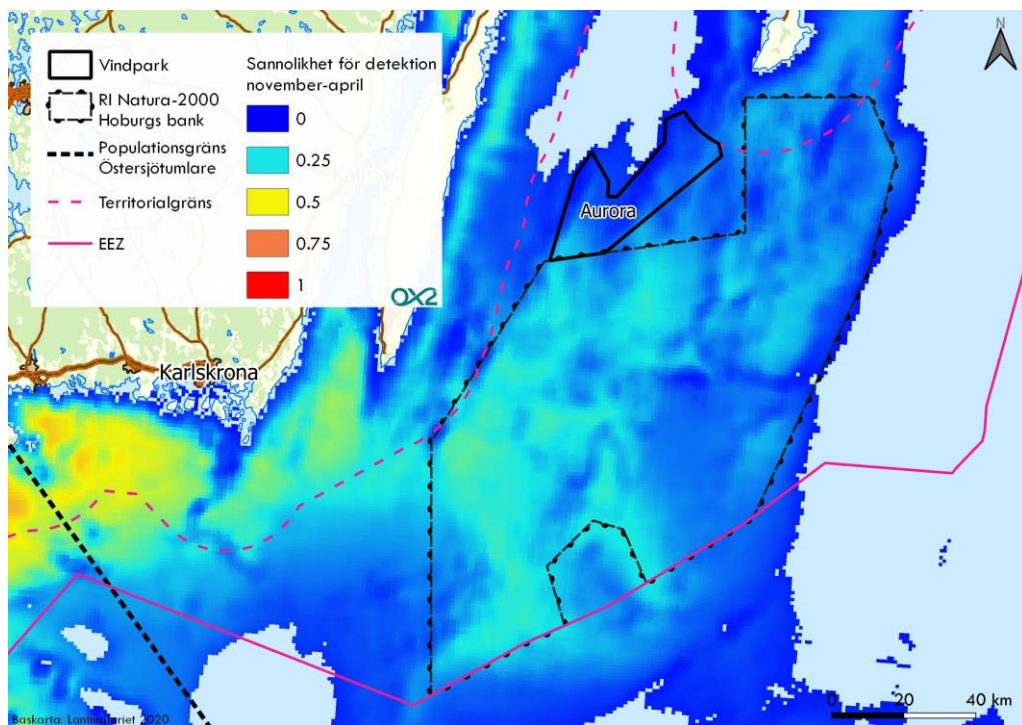 Vindpark
RI Natura-2000
Hoburgs bank
Populationsgräns
Östersjötumlare
Territorialgräns
EEZ
Sannolikhet för detektion
november-april
0
0.25
0.5
0.75
1
OX2
N
Kalmar
Aurora
Karlskrona
0 20 40 km
Baskarta: Lantmäteriet 2020